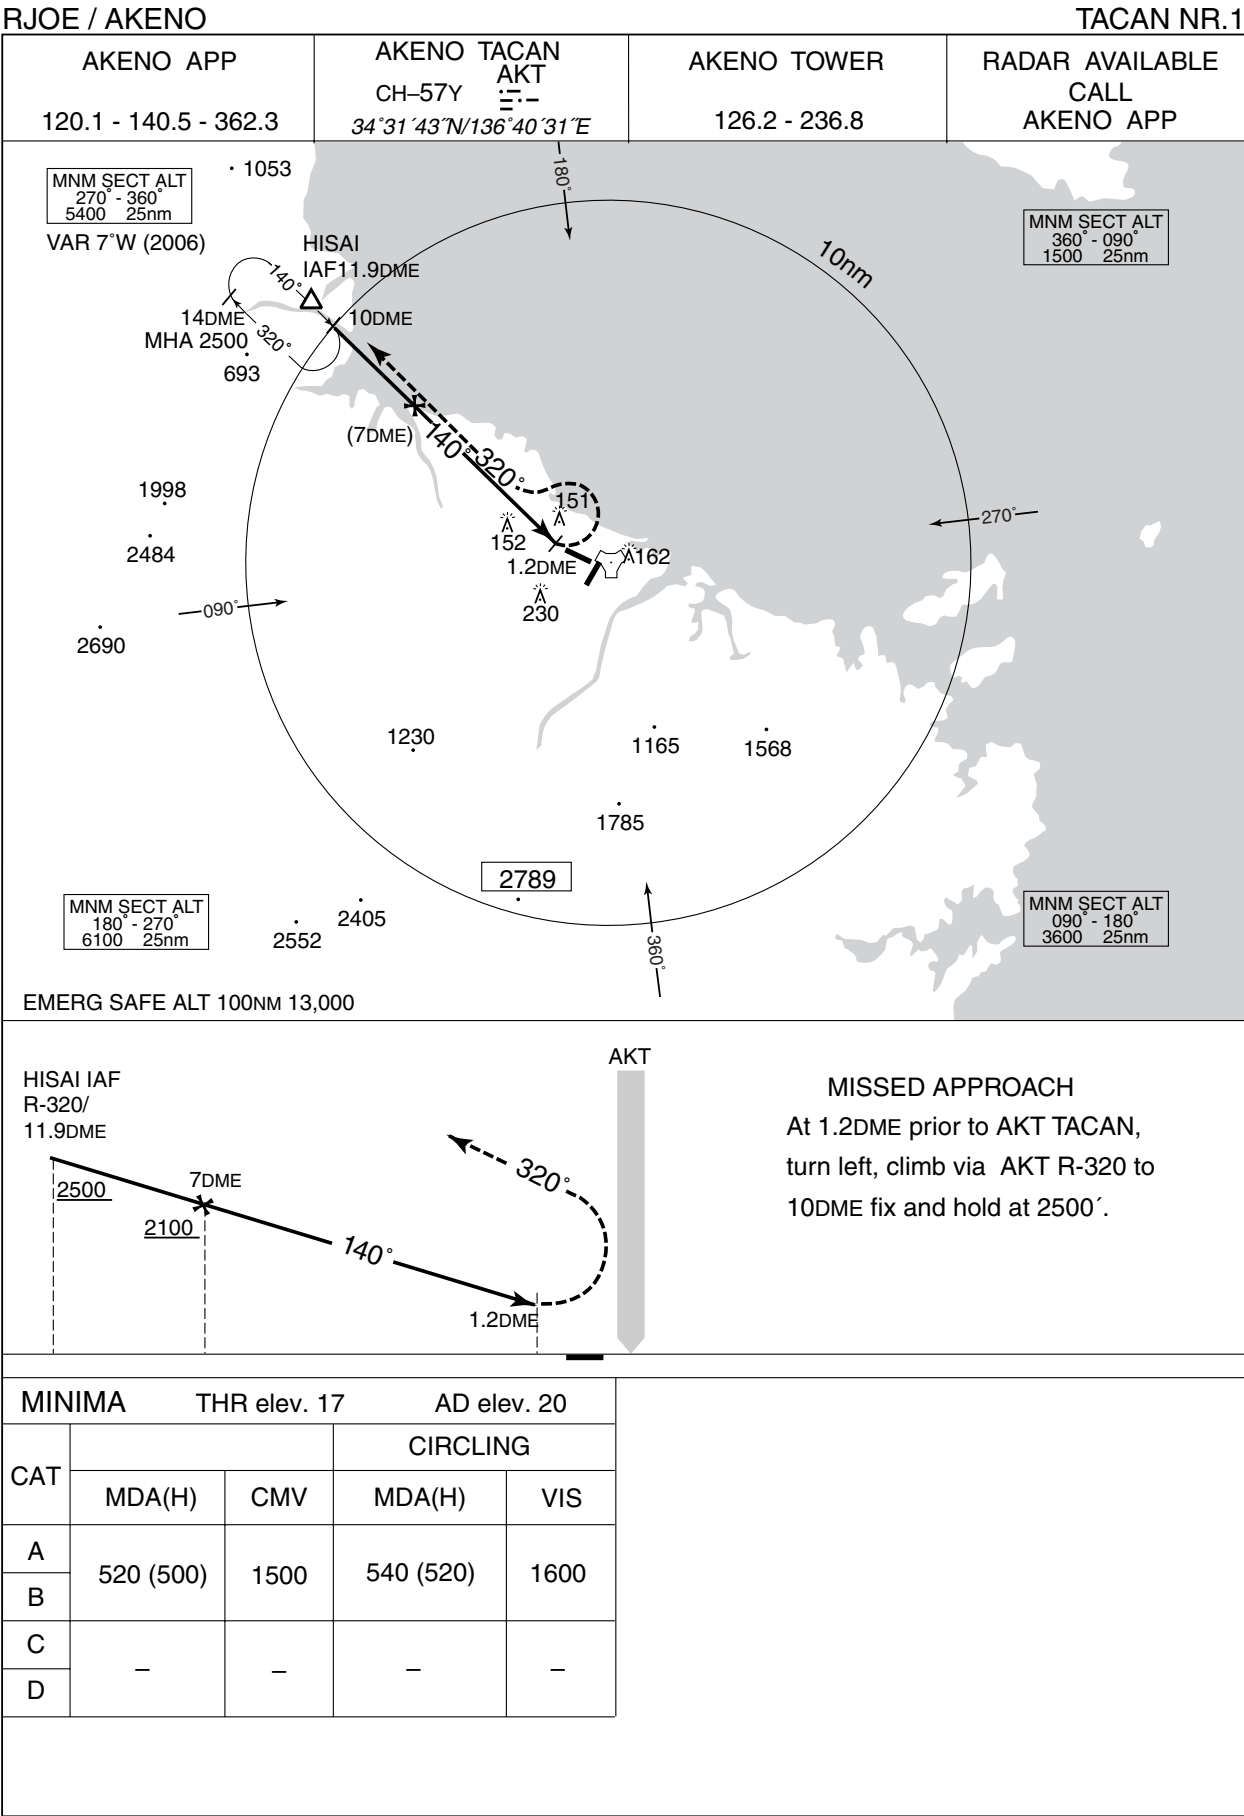 RJOE / AKENO
TACAN NR.1
AKENO APP
120.1 - 140.5 - 362.3
AKENO TACAN
AKT
CH–57Y
34°31´43˝N/136°40´31˝E
AKENO TOWER
126.2 - 236.8
RADAR AVAILABLE
CALL
AKENO APP
MNM SECT ALT
270° - 360°
5400 25nm
1053
180°
MNM SECT ALT
360° - 090°
1500 25nm
VAR 7°W (2006)
HISAI
IAF11.9DME
10nm
140°
14DME
10DME
MHA 2500
320°
693
(7DME)
140°
320°
1998
151
270°
2484
152
1.2DME
162
090°
230
2690
1230
1165
1568
1785
2789
MNM SECT ALT
180° - 270°
6100 25nm
2405
2552
360°
MNM SECT ALT
090° - 180°
3600 25nm
EMERG SAFE ALT 100NM 13,000
AKT
HISAI IAF
R-320/
11.9DME
2500
7DME
2100
320°
140°
1.2DME
MISSED APPROACH
At 1.2DME prior to AKT TACAN,
turn left, climb via AKT R-320 to
10DME fix and hold at 2500´.
MINIMA THR elev. 17 AD elev. 20
CAT
CIRCLING
MDA(H) CMV MDA(H) VIS
A
B
520 (500) 1500 540 (520) 1600
C
D
– – – –